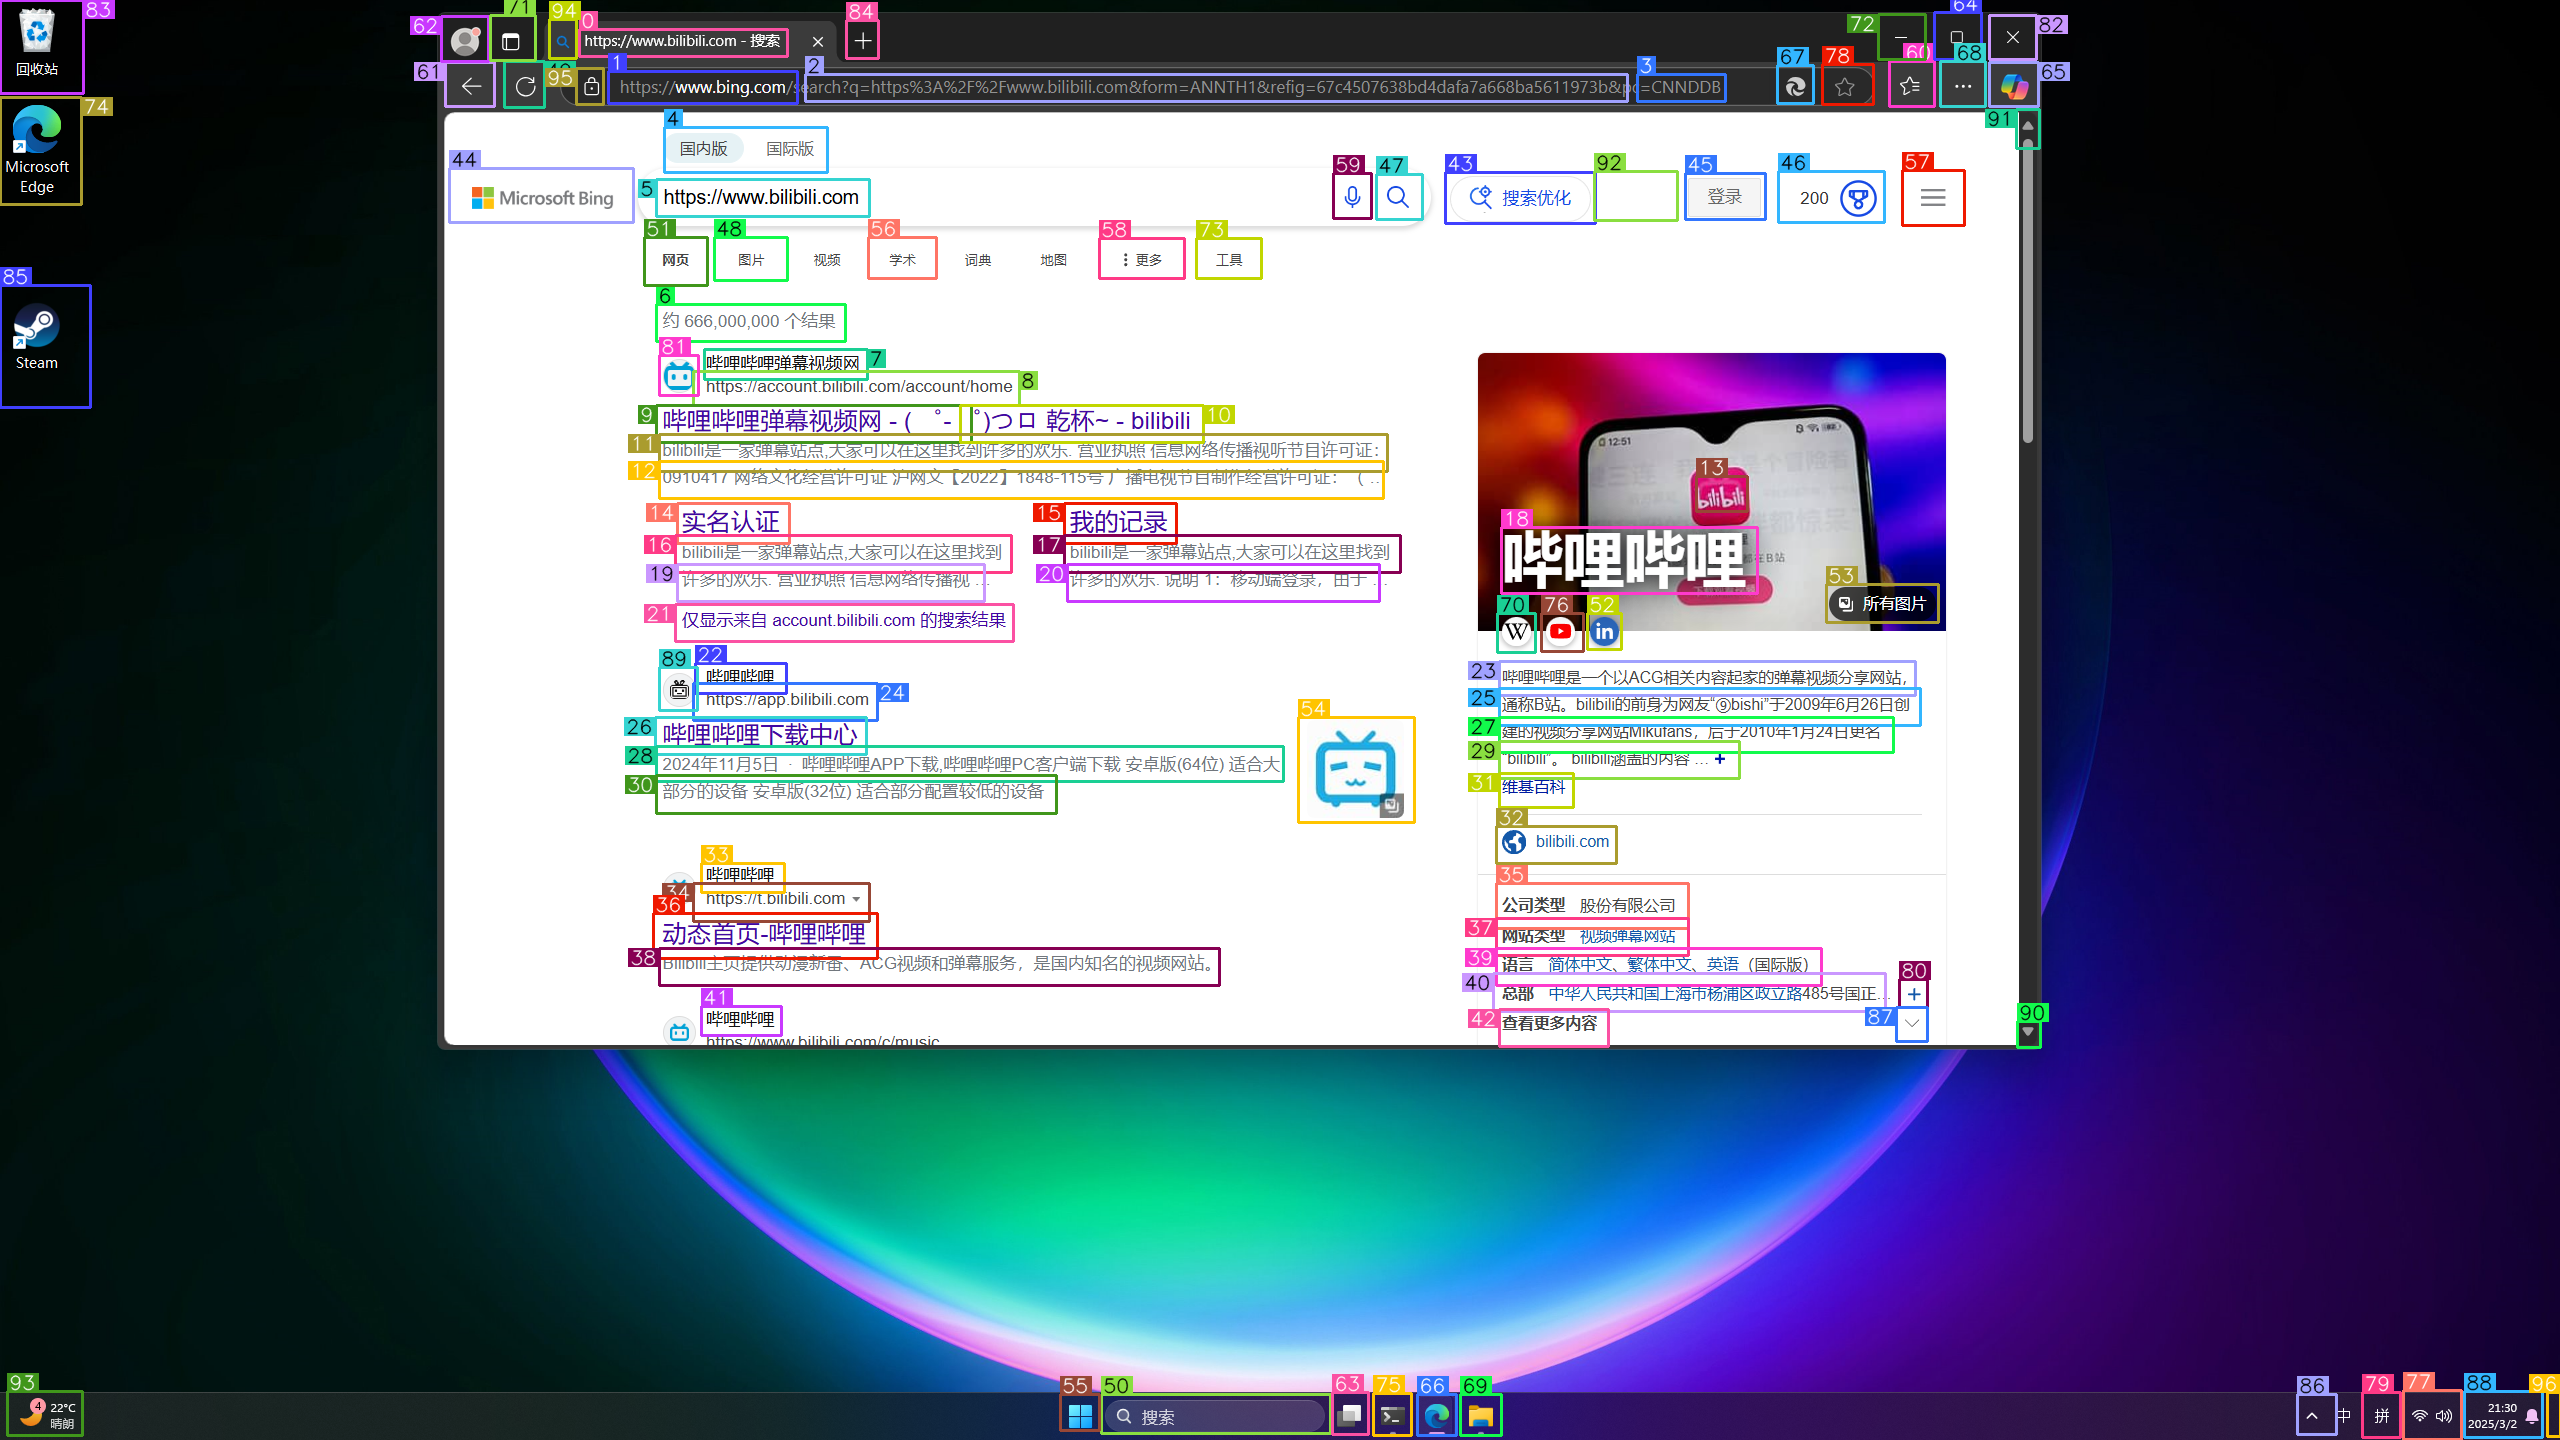 回收站
Microsoft
Edge
Steam
https://www.bilibili.com - 搜索
https://www.bing.com/search?q=https%3A%2F%2Fwww.bilibili.com&form=ANNTH1&refig=67c4507638bd4dafa7a668ba5611973b&pc=CNNDDB
国内版 国际版
Microsoft Bing
https://www.bilibili.com
搜索优化
登录
200
网页 图片 视频 学术 词典 地图 更多 工具
约 666,000,000 个结果
哔哩哔哩弹幕视频网
https://account.bilibili.com/account/home
哔哩哔哩弹幕视频网 - ( ゜- ゜)つロ 乾杯~ - bilibili
bilibili是一家弹幕站点,大家可以在这里找到许多的欢乐. 营业执照 信息网络传播视听节目许可证：
0910417 网络文化经营许可证 沪网文【2022】1848-115号 广播电视节目制作经营许可证：（ …
实名认证
bilibili是一家弹幕站点,大家可以在这里找到
许多的欢乐. 营业执照 信息网络传播视 …
我的记录
bilibili是一家弹幕站点,大家可以在这里找到
许多的欢乐. 说明 1：移动端登录，由于 …
仅显示来自 account.bilibili.com 的搜索结果
哔哩哔哩
https://app.bilibili.com
哔哩哔哩下载中心
2024年11月5日 · 哔哩哔哩APP下载,哔哩哔哩PC客户端下载 安卓版(64位) 适合大
部分的设备 安卓版(32位) 适合部分配置较低的设备
哔哩哔哩
https://t.bilibili.com
动态首页-哔哩哔哩
Bilibili主页提供动漫新番、ACG视频和弹幕服务，是国内知名的视频网站。
哔哩哔哩
https://www.bilibili.com/c/music
12:51
bilibili
哔哩哔哩
所有图片
哔哩哔哩是一个以ACG相关内容起家的弹幕视频分享网站，
通称B站。bilibili的前身为网友“⑨bishi”于2009年6月26日创
建的视频分享网站Mikufans，后于2010年1月24日更名
“bilibili”。 bilibili涵盖的内容 … +
维基百科
bilibili.com
公司类型 股份有限公司
网站类型 视频弹幕网站
语言 简体中文、繁体中文、英语（国际版）
总部 中华人民共和国上海市杨浦区政立路485号国正…
查看更多内容
4
22°C
晴朗
搜索
中
拼
21:30
2025/3/2